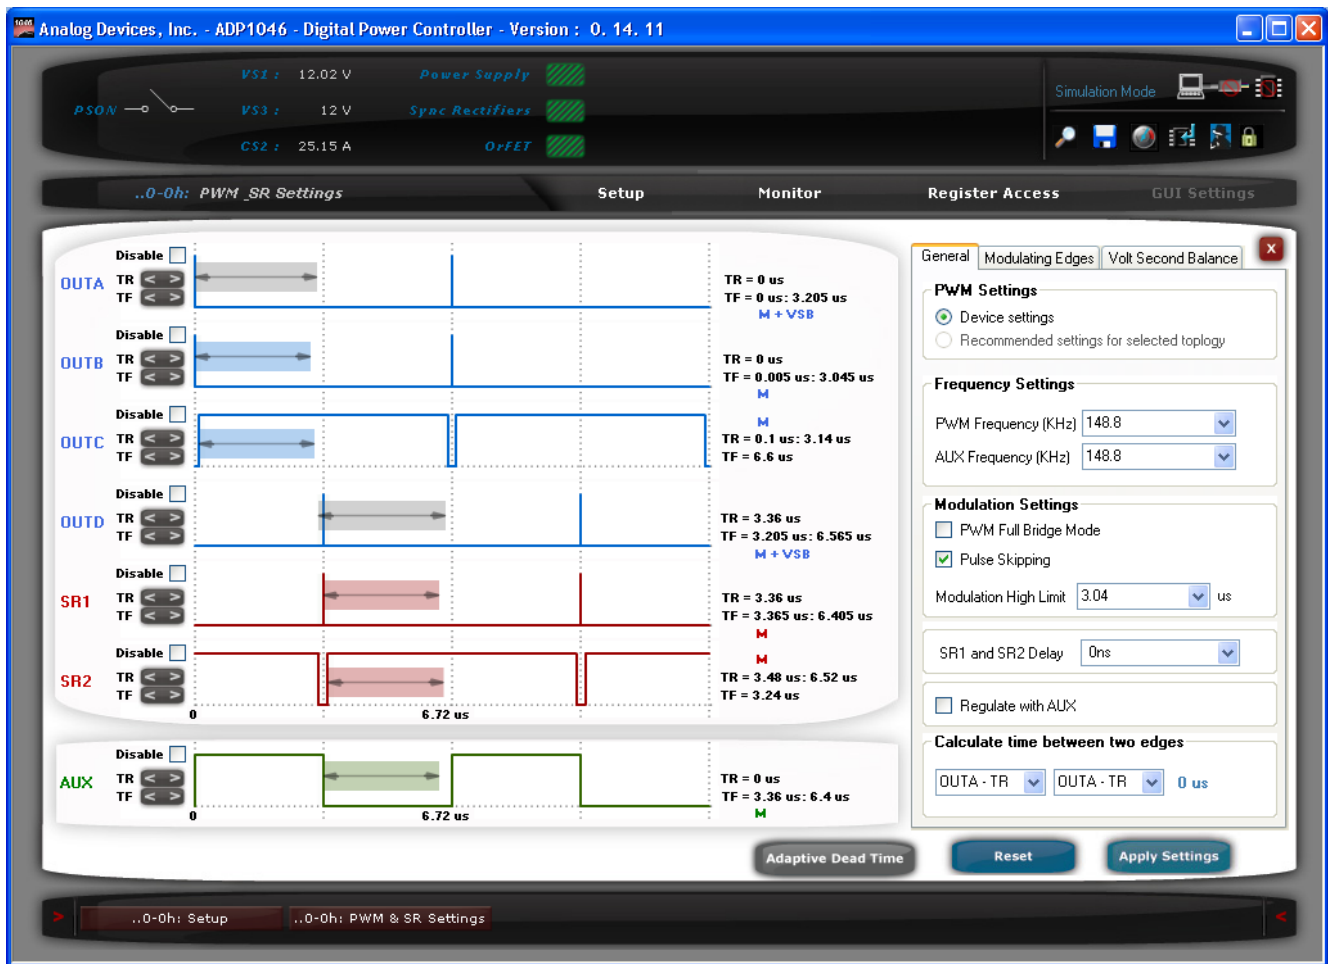 1046 Analog Devices, Inc. - ADP1046 - Digital Power Controller - Version : 0. 14. 11
VS1 : 12.02 V Power Supply
Simulation Mode
PSON VS3 : 12 V Sync Rectifiers
CS2 : 25.15 A OrFET
..0-0h: PWM _SR Settings Setup Monitor Register Access GUI Settings
Disable
OUTA TR < >
TF < >
TR = 0 us
TF = 0 us: 3.205 us
M + VSB
Disable
OUTB TR < >
TF < >
TR = 0 us
TF = 0.005 us: 3.045 us
M
Disable
OUTC TR < >
TF < >
M
TR = 0.1 us: 3.14 us
TF = 6.6 us
Disable
OUTD TR < >
TF < >
TR = 3.36 us
TF = 3.205 us: 6.565 us
M + VSB
Disable
SR1 TR < >
TF < >
TR = 3.36 us
TF = 3.365 us: 6.405 us
M
Disable
SR2 TR < >
TF < >
M
TR = 3.48 us: 6.52 us
TF = 3.24 us
0 6.72 us
Disable
AUX TR < >
TF < >
TR = 0 us
TF = 3.36 us: 6.4 us
M
0 6.72 us
General Modulating Edges Volt Second Balance X
PWM Settings
Device settings
Recommended settings for selected toplogy
Frequency Settings
PWM Frequency (KHz) 148.8
AUX Frequency (KHz) 148.8
Modulation Settings
PWM Full Bridge Mode
Pulse Skipping
Modulation High Limit 3.04 us
SR1 and SR2 Delay 0ns
Regulate with AUX
Calculate time between two edges
OUTA - TR OUTA - TR 0 us
Adaptive Dead Time Reset Apply Settings
> ..0-0h: Setup ..0-0h: PWM & SR Settings <